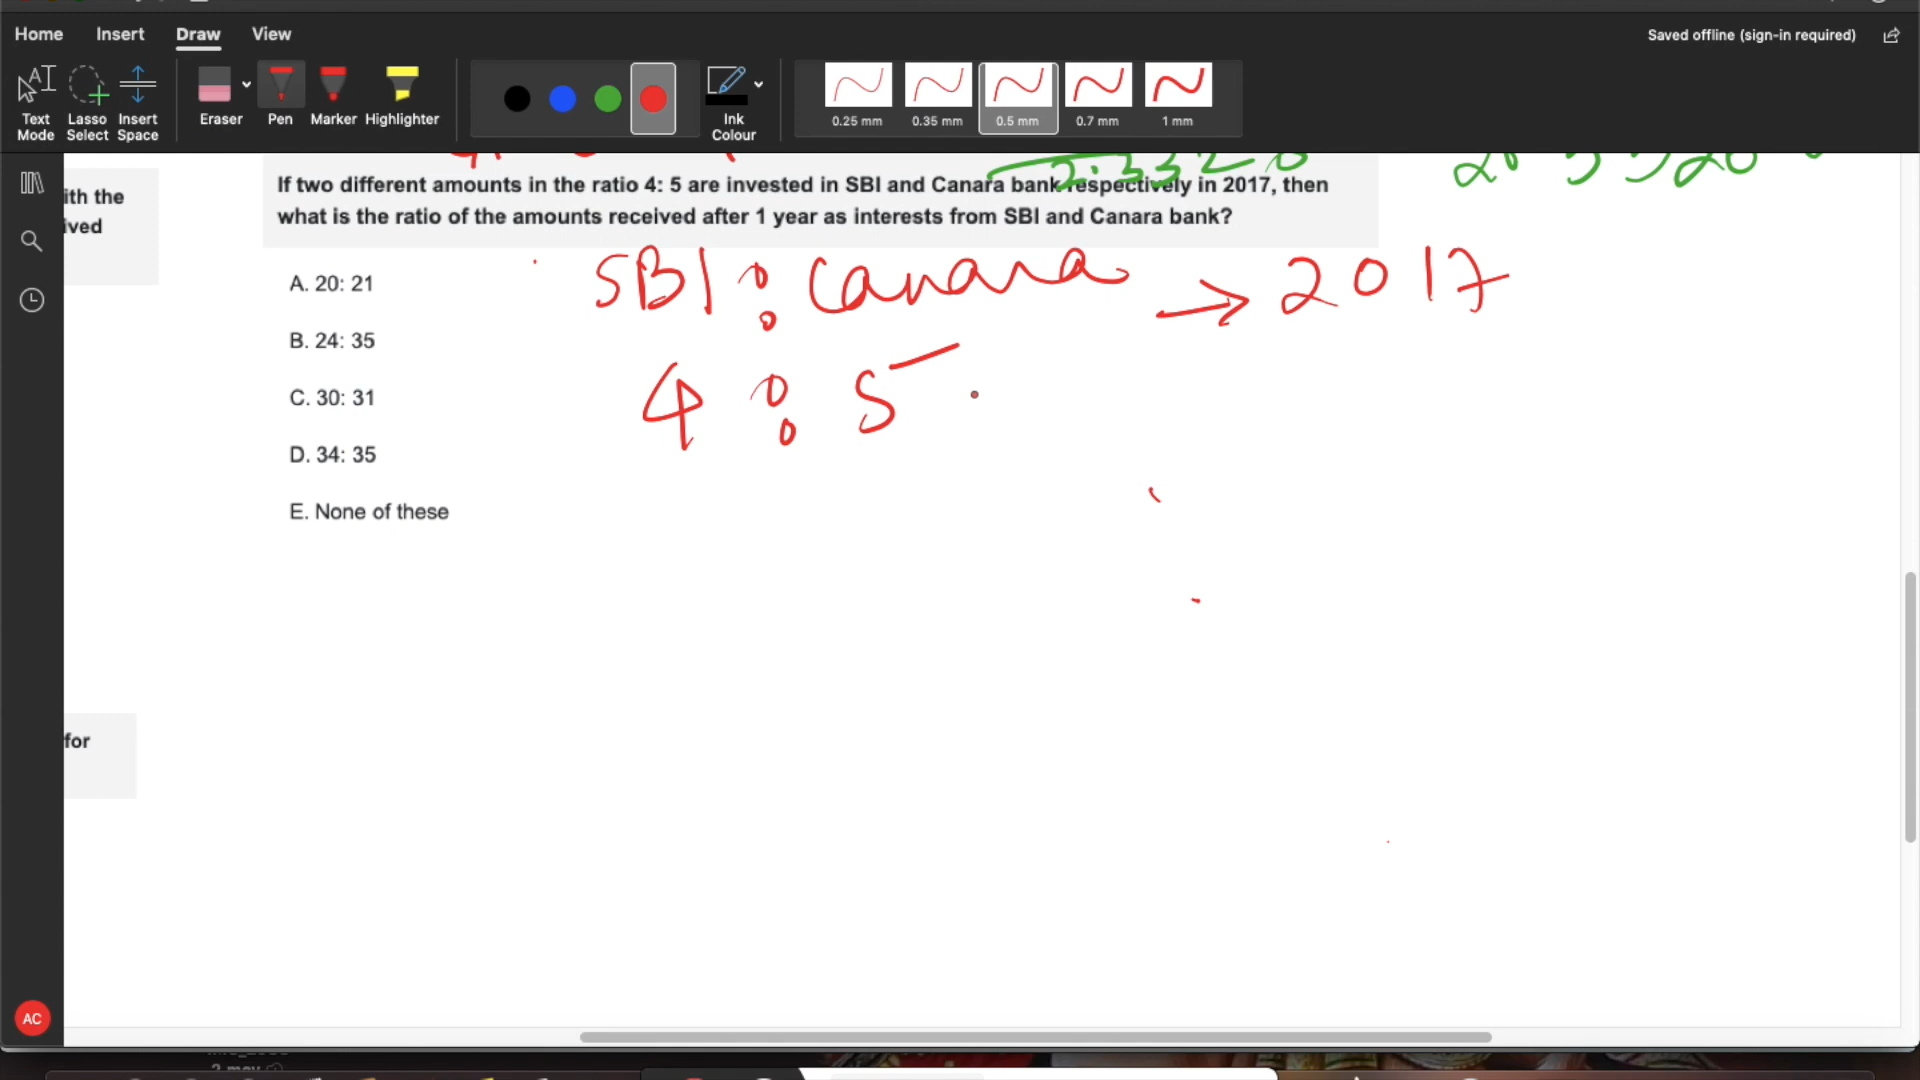 Home Insert Draw View
Saved offline (sign-in required)
Text Mode
Lasso Select
Insert Space
Eraser
Pen
Marker
Highlighter
Ink Colour
0.25 mm
0.35 mm
0.5 mm
0.7 mm
1 mm
ith the
ived
If two different amounts in the ratio 4: 5 are invested in SBI and Canara bank respectively in 2017, then
what is the ratio of the amounts received after 1 year as interests from SBI and Canara bank?
SBI : Canara → 2017
4 : 5
A. 20: 21
B. 24: 35
C. 30: 31
D. 34: 35
E. None of these
for
AC